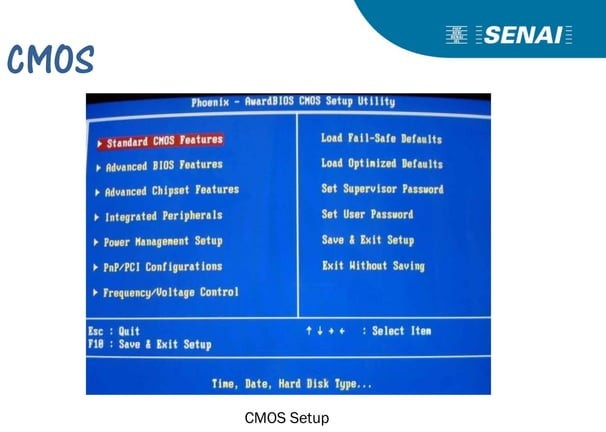 SENAI
CMOS
Phoenix - AwardBIOS CMOS Setup Utility
Standard CMOS Features
Advanced BIOS Features
Advanced Chipset Features
Integrated Peripherals
Power Management Setup
PnP/PCI Configurations
Frequency/Voltage Control
Load Fail-Safe Defaults
Load Optimized Defaults
Set Supervisor Password
Set User Password
Save & Exit Setup
Exit Without Saving
Esc : Quit
F10 : Save & Exit Setup
↑ ↓ → ← : Select Item
Time, Date, Hard Disk Type...
CMOS Setup